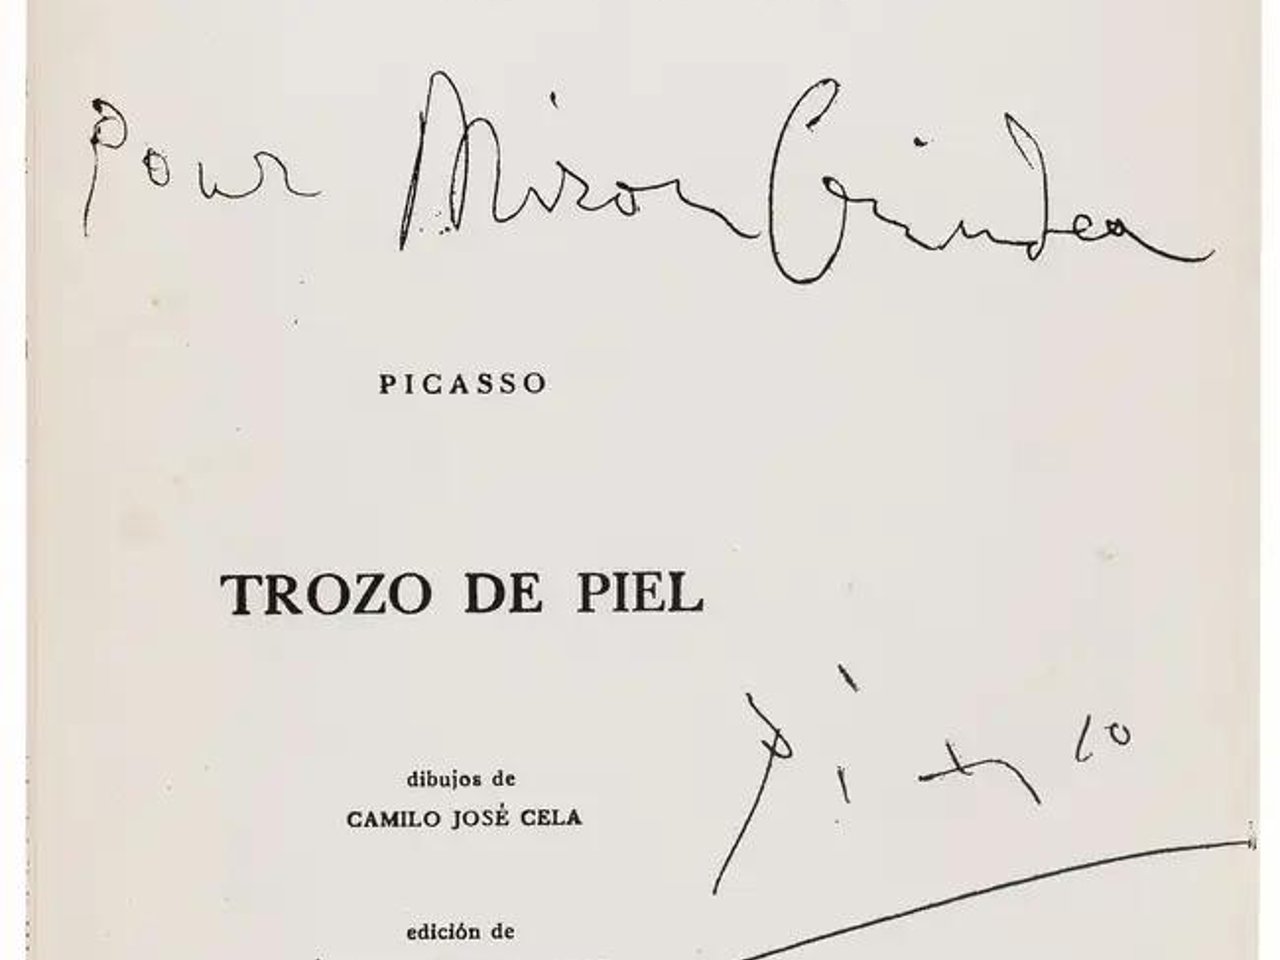 Pour Miron Grindea
PICASSO
TROZO DE PIEL
Picasso
dibujos de
CAMILO JOSÉ CELA
edición de